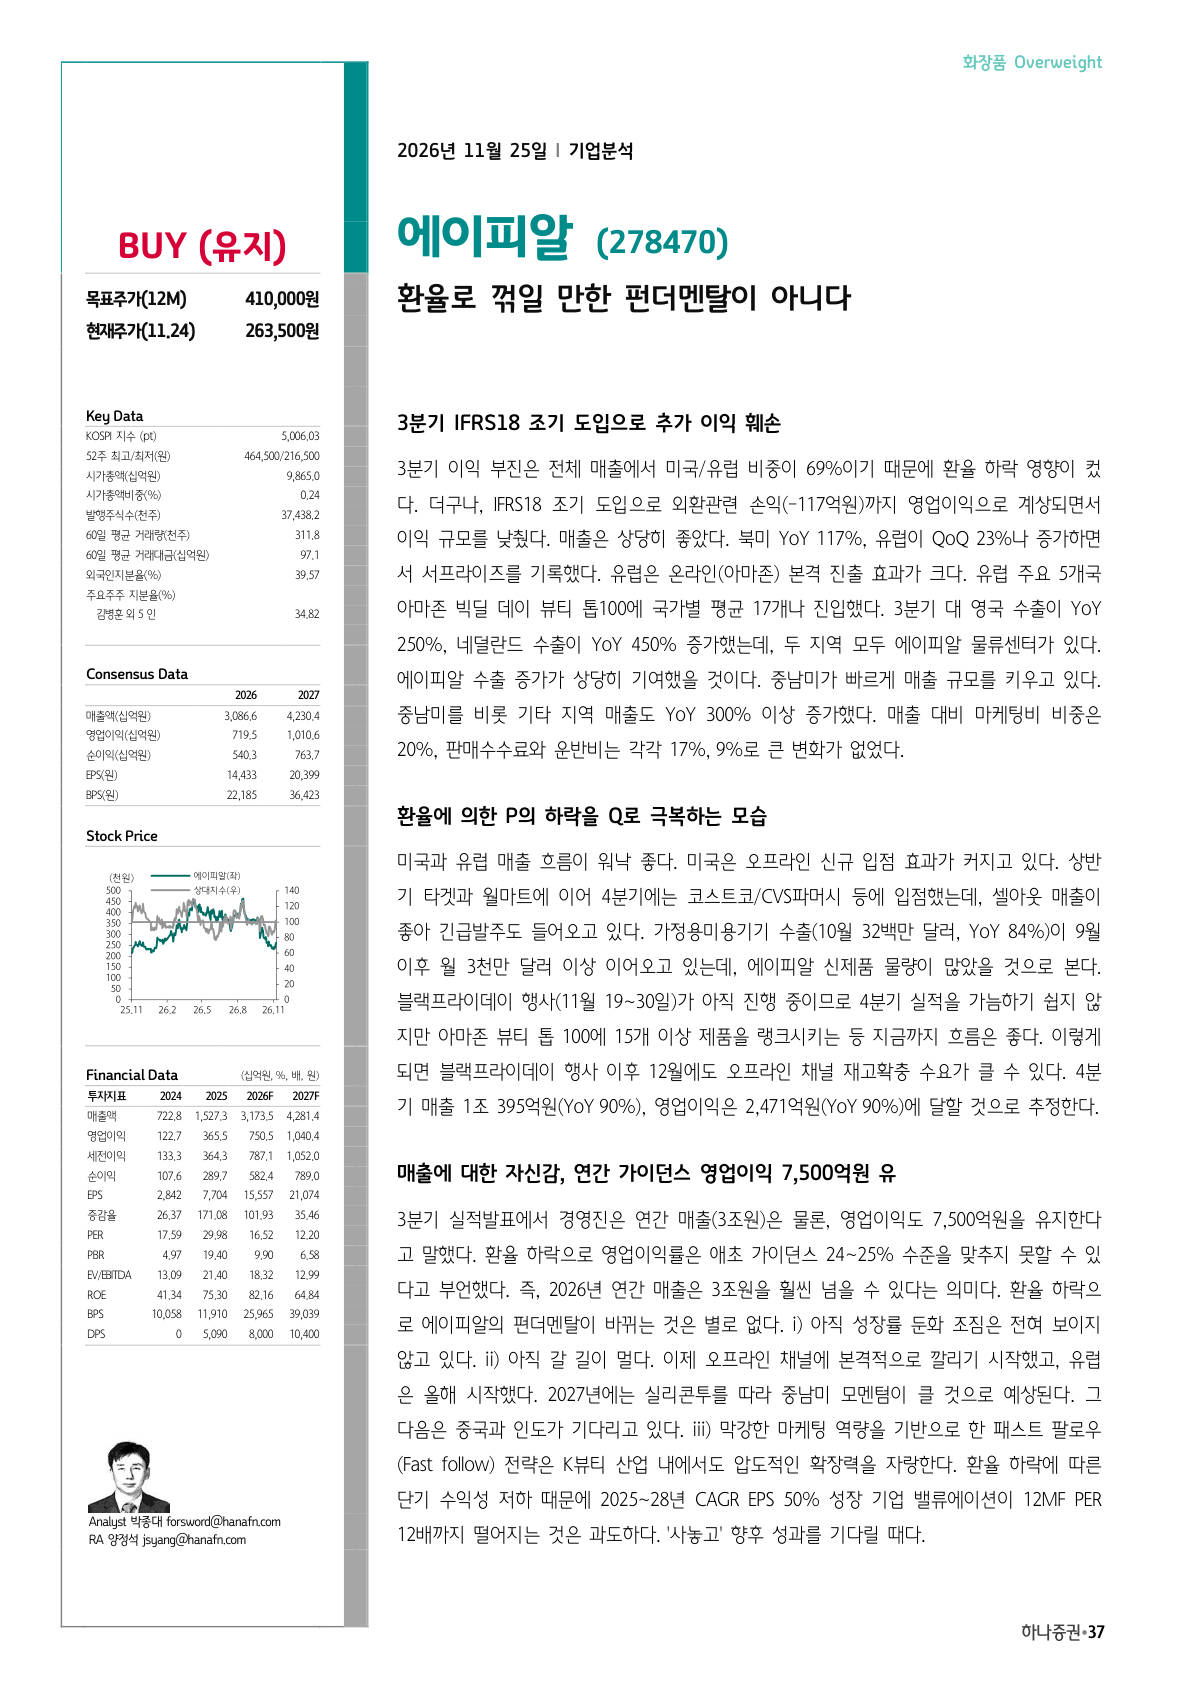 화장품 Overweight
2026년 11월 25일 | 기업분석
에이피알 (278470)
환율로 꺾일 만한 펀더멘탈이 아니다
BUY (유지)
목표주가(12M) 410,000원
현재주가(11.24) 263,500원
Key Data
KOSPI 지수 (pt) 5,006.03
52주 최고/최저(원) 464,500/216,500
시가총액(십억원) 9,865.0
시가총액비중(%) 0.24
발행주식수(천주) 37,438.2
60일 평균 거래량(천주) 311.8
60일 평균 거래대금(십억원) 97.1
외국인지분율(%) 39.57
주요주주 지분율(%)
김병훈 외 5 인 34.82
Consensus Data
2026 2027
매출액(십억원) 3,086.6 4,230.4
영업이익(십억원) 719.5 1,010.6
순이익(십억원) 540.3 763.7
EPS(원) 14,433 20,399
BPS(원) 22,185 36,423
Stock Price
(천원)
에이피알(좌)
상대지수(우)
500 140
450 120
400
350 100
300 80
250
200 60
150 40
100
50 20
0 0
25.11 26.2 26.5 26.8 26.11
Financial Data (십억원, %, 배, 원)
투자지표 2024 2025 2026F 2027F
매출액 722.8 1,527.3 3,173.5 4,281.4
영업이익 122.7 365.5 750.5 1,040.4
세전이익 133.3 364.3 787.1 1,052.0
순이익 107.6 289.7 582.4 789.0
EPS 2,842 7,704 15,557 21,074
증감율 26.37 171.08 101.93 35.46
PER 17.59 29.98 16.52 12.20
PBR 4.97 19.40 9.90 6.58
EV/EBITDA 13.09 21.40 18.32 12.99
ROE 41.34 75.30 82.16 64.84
BPS 10,058 11,910 25,965 39,039
DPS 0 5,090 8,000 10,400
Analyst 박종대 forsword@hanafn.com
RA 양정석 jsyang@hanafn.com
3분기 IFRS18 조기 도입으로 추가 이익 훼손
3분기 이익 부진은 전체 매출에서 미국/유럽 비중이 69%이기 때문에 환율 하락 영향이 컸
다. 더구나, IFRS18 조기 도입으로 외환관련 손익(-117억원)까지 영업이익으로 계상되면서
이익 규모를 낮췄다. 매출은 상당히 좋았다. 북미 YoY 117%, 유럽이 QoQ 23%나 증가하면
서 서프라이즈를 기록했다. 유럽은 온라인(아마존) 본격 진출 효과가 크다. 유럽 주요 5개국
아마존 빅딜 데이 뷰티 톱100에 국가별 평균 17개나 진입했다. 3분기 대 영국 수출이 YoY
250%, 네덜란드 수출이 YoY 450% 증가했는데, 두 지역 모두 에이피알 물류센터가 있다.
에이피알 수출 증가가 상당히 기여했을 것이다. 중남미가 빠르게 매출 규모를 키우고 있다.
중남미를 비롯 기타 지역 매출도 YoY 300% 이상 증가했다. 매출 대비 마케팅비 비중은
20%, 판매수수료와 운반비는 각각 17%, 9%로 큰 변화가 없었다.
환율에 의한 P의 하락을 Q로 극복하는 모습
미국과 유럽 매출 흐름이 워낙 좋다. 미국은 오프라인 신규 입점 효과가 커지고 있다. 상반
기 타겟과 월마트에 이어 4분기에는 코스트코/CVS파머시 등에 입점했는데, 셀아웃 매출이
좋아 긴급발주도 들어오고 있다. 가정용미용기기 수출(10월 32백만 달러, YoY 84%)이 9월
이후 월 3천만 달러 이상 이어오고 있는데, 에이피알 신제품 물량이 많았을 것으로 본다.
블랙프라이데이 행사(11월 19~30일)가 아직 진행 중이므로 4분기 실적을 가늠하기 쉽지 않
지만 아마존 뷰티 톱 100에 15개 이상 제품을 랭크시키는 등 지금까지 흐름은 좋다. 이렇게
되면 블랙프라이데이 행사 이후 12월에도 오프라인 채널 재고확충 수요가 클 수 있다. 4분
기 매출 1조 395억원(YoY 90%), 영업이익은 2,471억원(YoY 90%)에 달할 것으로 추정한다.
매출에 대한 자신감, 연간 가이던스 영업이익 7,500억원 유
3분기 실적발표에서 경영진은 연간 매출(3조원)은 물론, 영업이익도 7,500억원을 유지한다
고 말했다. 환율 하락으로 영업이익률은 애초 가이던스 24~25% 수준을 맞추지 못할 수 있
다고 부언했다. 즉, 2026년 연간 매출은 3조원을 훨씬 넘을 수 있다는 의미다. 환율 하락으
로 에이피알의 펀더멘탈이 바뀌는 것은 별로 없다. i) 아직 성장률 둔화 조짐은 전혀 보이지
않고 있다. ii) 아직 갈 길이 멀다. 이제 오프라인 채널에 본격적으로 깔리기 시작했고, 유럽
은 올해 시작했다. 2027년에는 실리콘투를 따라 중남미 모멘텀이 클 것으로 예상된다. 그
다음은 중국과 인도가 기다리고 있다. iii) 막강한 마케팅 역량을 기반으로 한 패스트 팔로우
(Fast follow) 전략은 K뷰티 산업 내에서도 압도적인 확장력을 자랑한다. 환율 하락에 따른
단기 수익성 저하 때문에 2025~28년 CAGR EPS 50% 성장 기업 밸류에이션이 12MF PER
12배까지 떨어지는 것은 과도하다. '사놓고' 향후 성과를 기다릴 때다.
하나증권•37